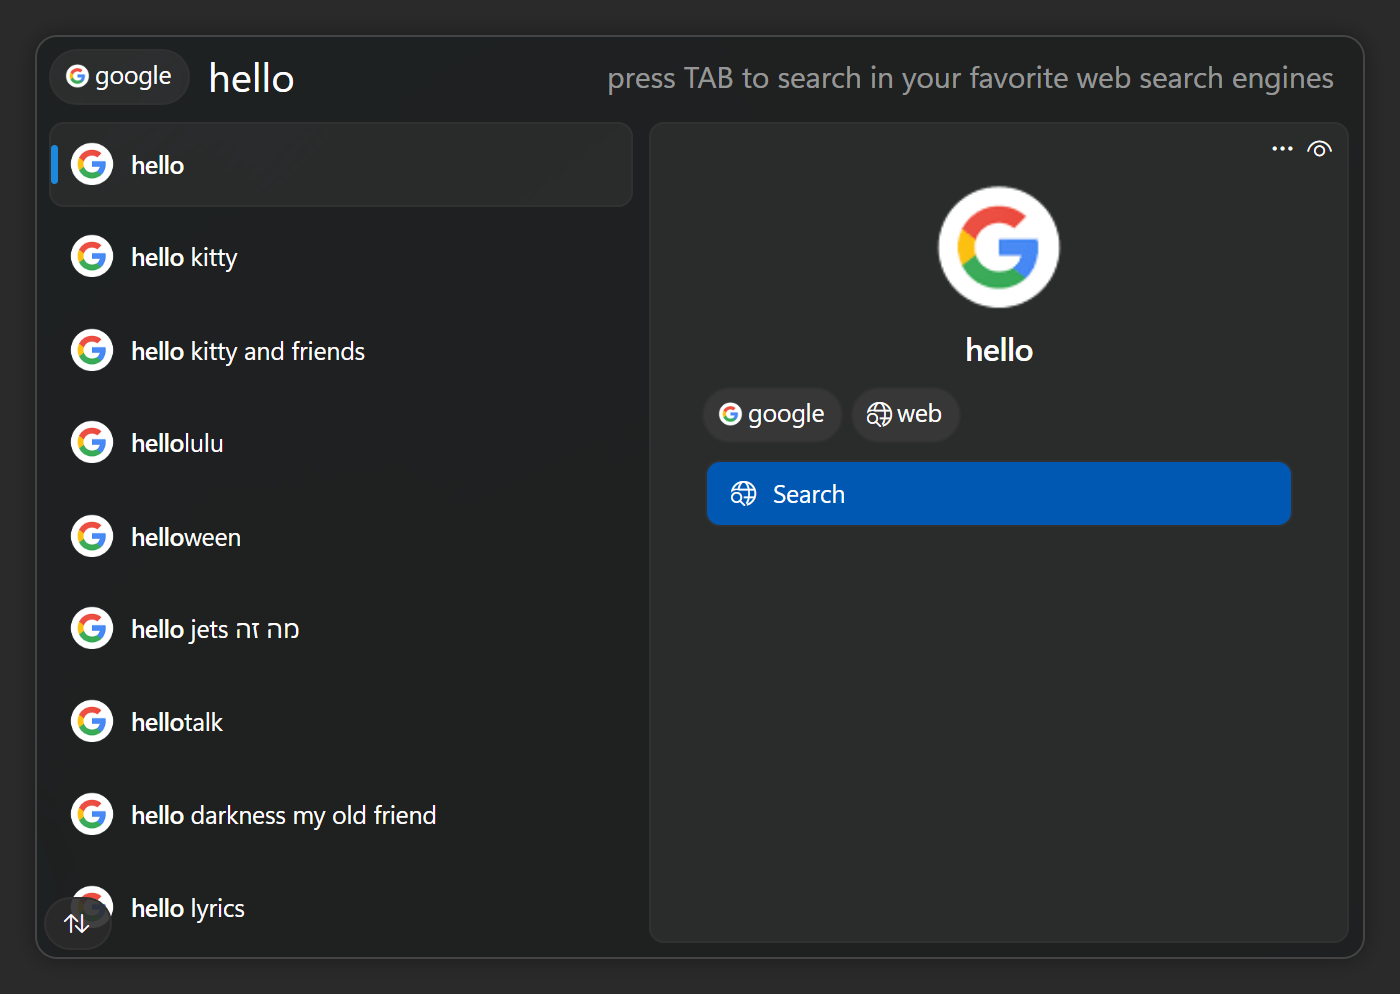 google hello press TAB to search in your favorite web search engines
hello
hello kitty
hello kitty and friends
hellolulu
helloween
hello jets מה זה
hellotalk
hello darkness my old friend
hello lyrics
hello
google web
Search